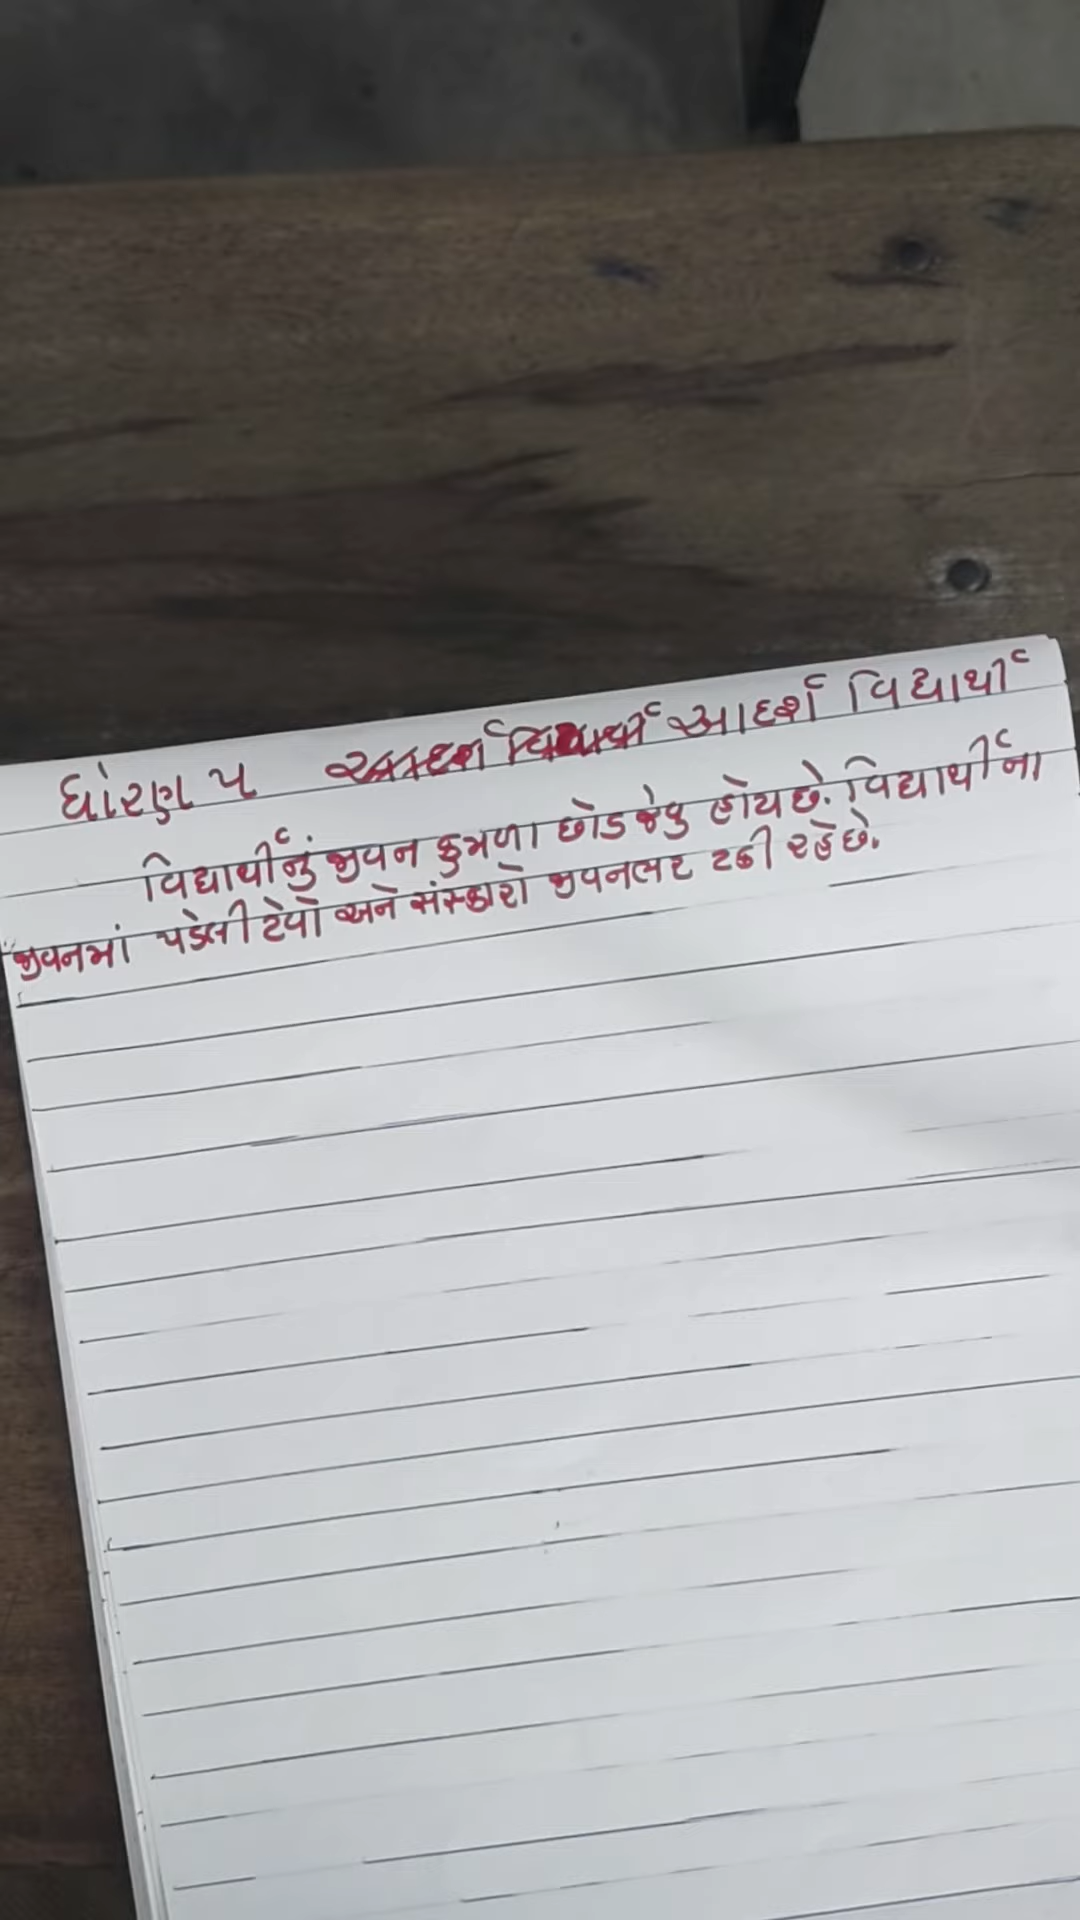 ધોરણ ૫ આદર્શ વિદ્યાર્થી
વિદ્યાર્થીનું જીવન કુમળા છોડ જેવુ હોય છે. વિદ્યાર્થીના
જીવનમાં પડેલી ટેવો અને સંસ્કારો જીવનભર ટકી રહે છે.